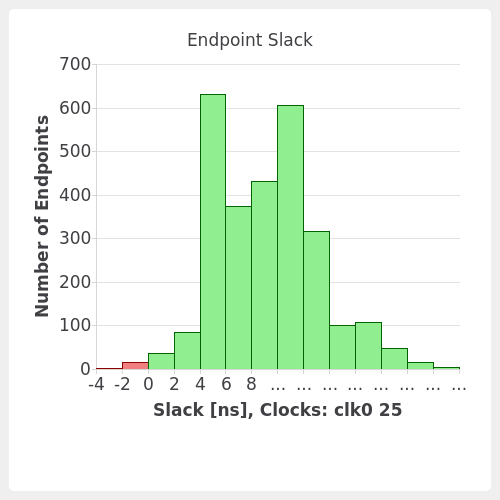 Endpoint Slack
700
600
500
400
300
200
100
0
Number of Endpoints
-4 -2 0 2 4 6 8 ... ... ... ... ... ... ... ...
Slack [ns], Clocks: clk0 25